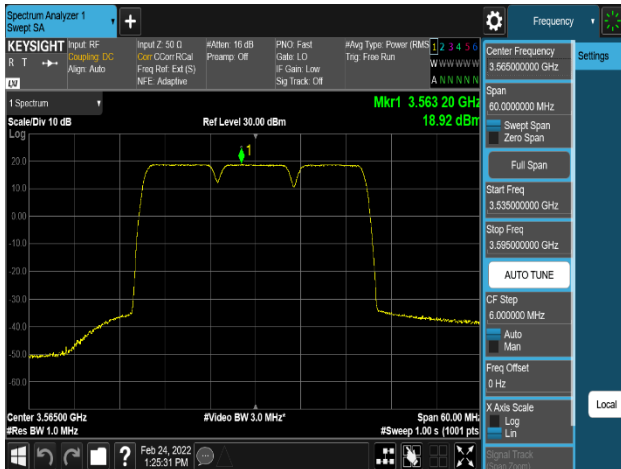 Spectrum Analyzer 1
Swept SA
+
Frequency
KEYSIGHT
R T
LXI
Input: RF
Coupling: DC
Align: Auto
Input Z: 50 Ω
Corr CCorr RCal
Freq Ref: Ext (S)
NFE: Adaptive
#Atten: 16 dB
Preamp: Off
PNO: Fast
Gate: LO
IF Gain: Low
Sig Track: Off
#Avg Type: Power (RMS
Trig: Free Run
1 2 3 4 5 6
W W W W W W
A N N N N N
1 Spectrum
Scale/Div 10 dB
Log
Ref Level 30.00 dBm
Mkr1 3.563 20 GHz
18.92 dBm
1
20.0
10.0
0.00
-10.0
-20.0
-30.0
-40.0
-50.0
-60.0
Center 3.56500 GHz
#Res BW 1.0 MHz
#Video BW 3.0 MHz*
Span 60.00 MHz
#Sweep 1.00 s (1001 pts)
Center Frequency
3.565000000 GHz
Span
60.0000000 MHz
Swept Span
Zero Span
Full Span
Start Freq
3.535000000 GHz
Stop Freq
3.595000000 GHz
AUTO TUNE
CF Step
6.000000 MHz
Auto
Man
Freq Offset
0 Hz
X Axis Scale
Log
Lin
Signal Track
(Span Zoom)
Settings
Local
?
Feb 24, 2022
1:25:31 PM